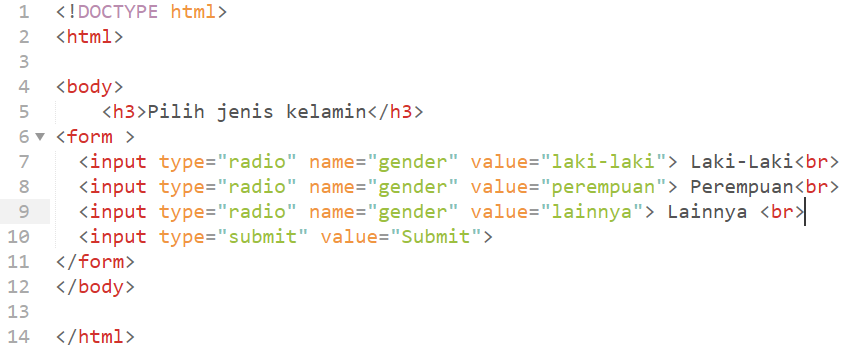 1 <!DOCTYPE html>
2 <html>
3
4 <body>
5 <h3>Pilih jenis kelamin</h3>
6 <form >
7 <input type="radio" name="gender" value="laki-laki"> Laki-Laki<br>
8 <input type="radio" name="gender" value="perempuan"> Perempuan<br>
9 <input type="radio" name="gender" value="lainnya"> Lainnya <br>
10 <input type="submit" value="Submit">
11 </form>
12 </body>
13
14 </html>